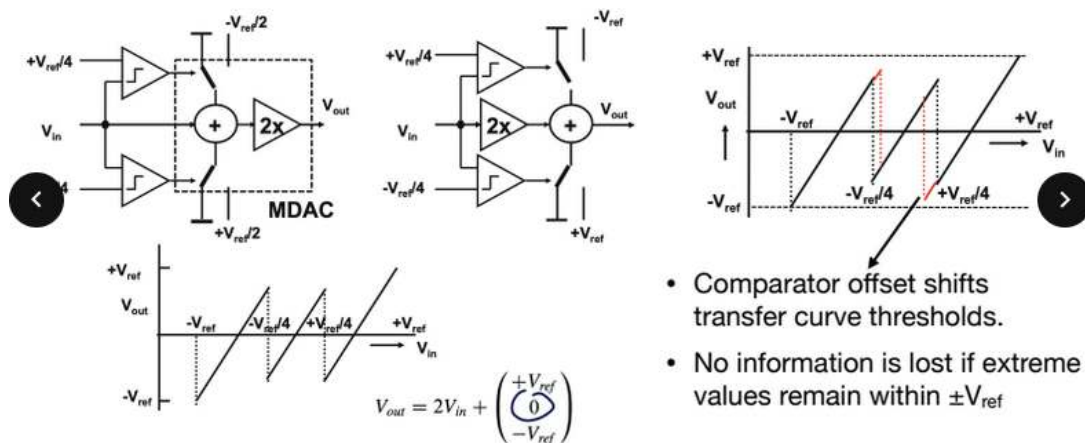 -Vref/2
+Vref/4
Vin
2x
Vout
/4
MDAC
+Vref/2
-Vref
+Vref/4
Vin
2x
Vout
-Vref/4
+Vref
+Vref
Vout
-Vref
+Vref
Vin
-Vref/4
+Vref/4
-Vref
+Vref
Vout
-Vref
-Vref/4
+Vref/4
+Vref
Vin
-Vref
Vout = 2Vin + ( +Vref
0
-Vref )
• Comparator offset shifts
transfer curve thresholds.
• No information is lost if extreme
values remain within ±Vref